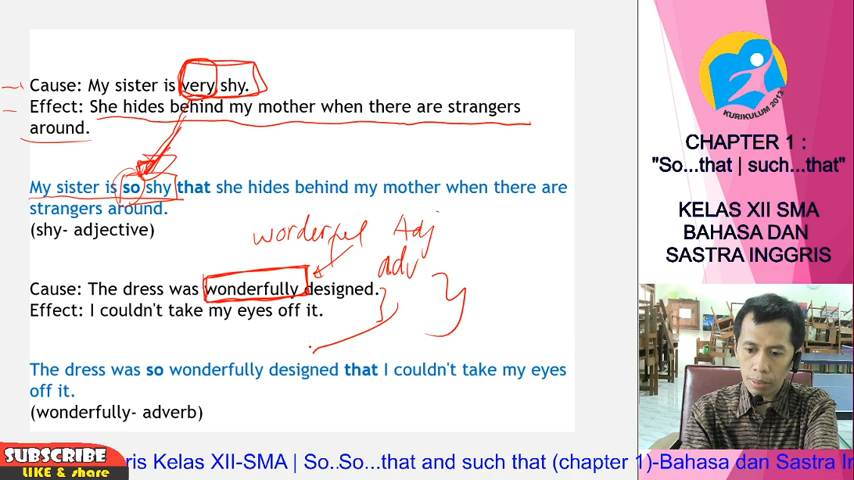 Cause: My sister is very shy.
Effect: She hides behind my mother when there are strangers
around.
My sister is so shy that she hides behind my mother when there are
strangers around.
(shy- adjective)
wonderful Adj
adv
Cause: The dress was wonderfully designed.
Effect: I couldn't take my eyes off it.
The dress was so wonderfully designed that I couldn't take my eyes
off it.
(wonderfully- adverb)
KURIKULUM 2013
CHAPTER 1 :
"So...that | such...that"
KELAS XII SMA
BAHASA DAN
SASTRA INGGRIS
SUBSCRIBE
LIKE & share
gris Kelas XII-SMA | So..So...that and such that (chapter 1)-Bahasa dan Sastra In